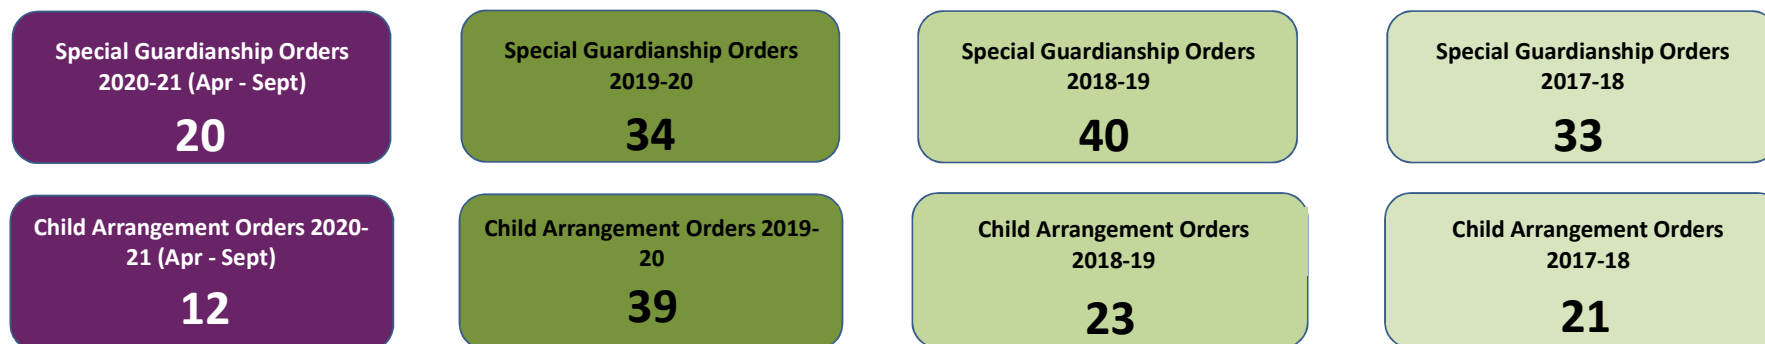 Special Guardianship Orders
2020-21 (Apr - Sept)
20
Special Guardianship Orders
2019-20
34
Special Guardianship Orders
2018-19
40
Special Guardianship Orders
2017-18
33
Child Arrangement Orders 2020-
21 (Apr - Sept)
12
Child Arrangement Orders 2019-
20
39
Child Arrangement Orders
2018-19
23
Child Arrangement Orders
2017-18
21